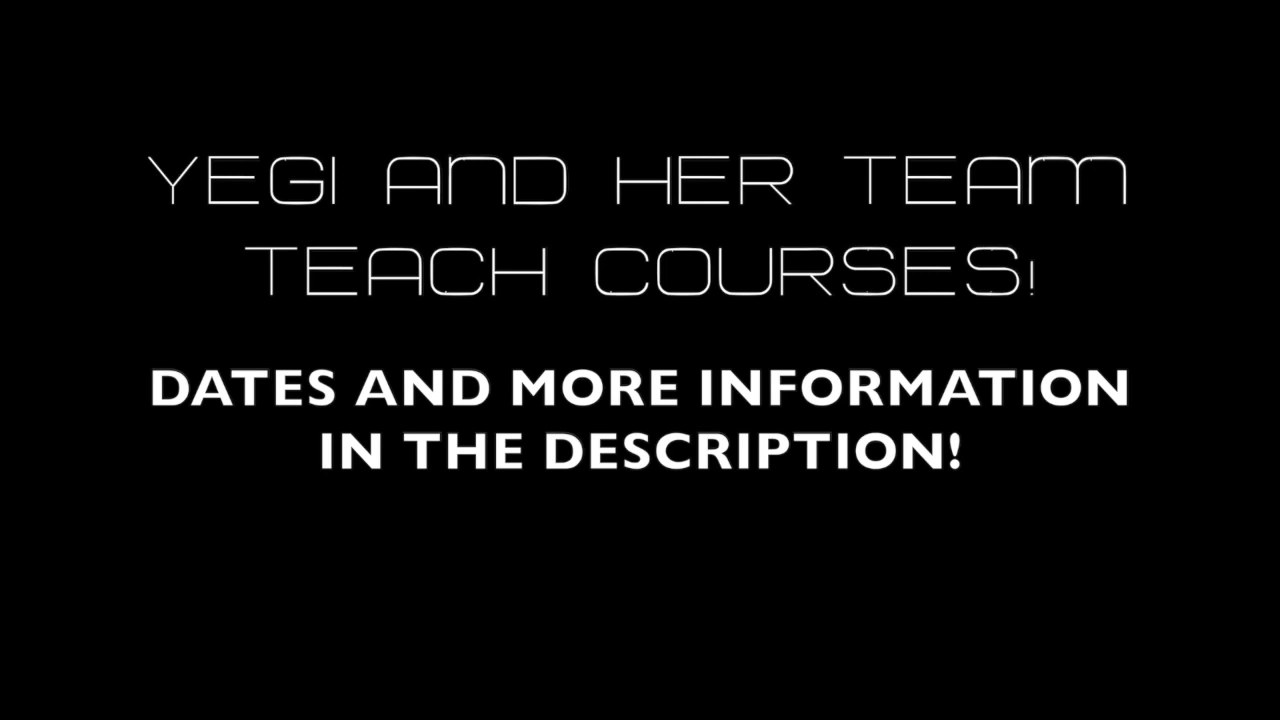 YEGI AND HER TEAM
TEACH COURSES!
DATES AND MORE INFORMATION
IN THE DESCRIPTION!